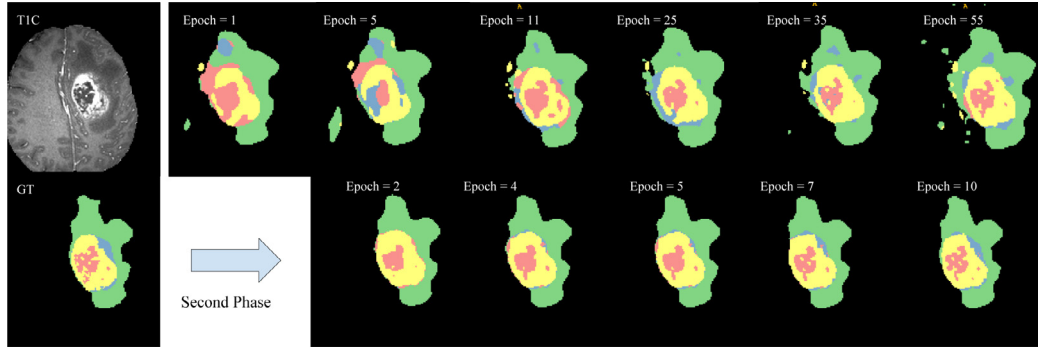 T1C
Epoch = 1
Epoch = 5
Epoch = 11
Epoch = 25
Epoch = 35
Epoch = 55
GT
Epoch = 2
Epoch = 4
Epoch = 5
Epoch = 7
Epoch = 10
Second Phase